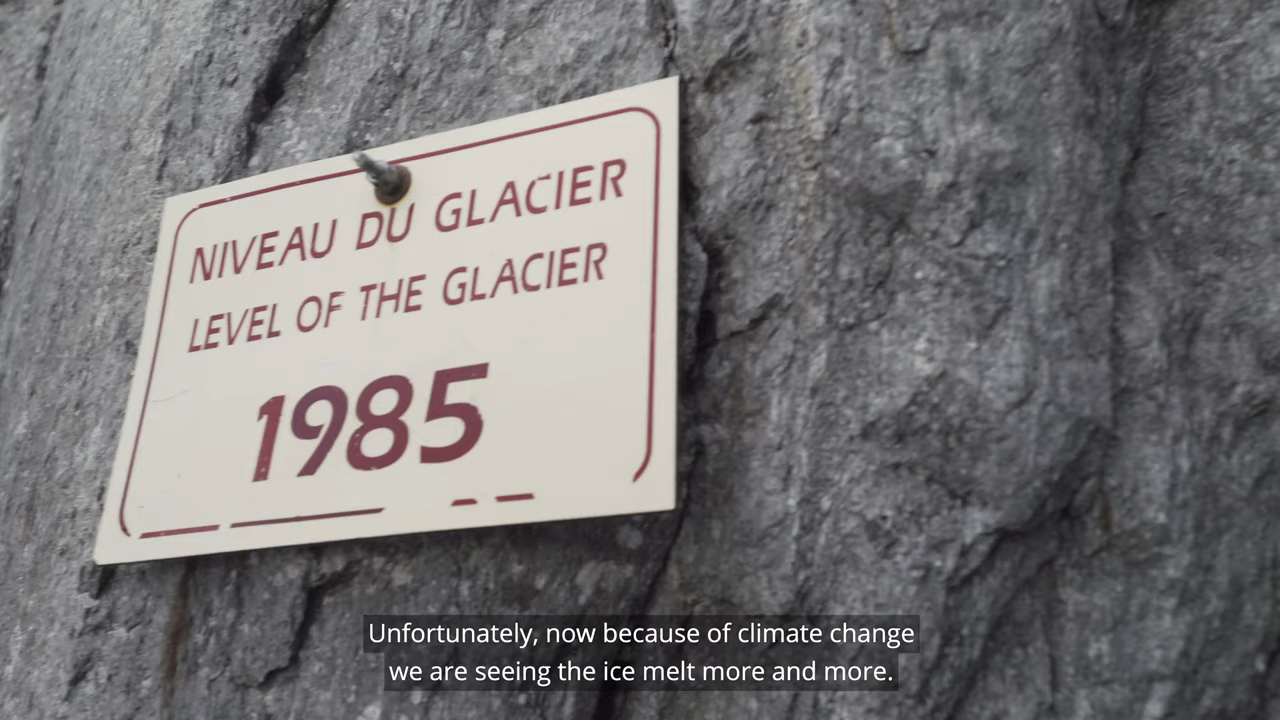 NIVEAU DU GLACIER
LEVEL OF THE GLACIER
1985
Unfortunately, now because of climate change
we are seeing the ice melt more and more.